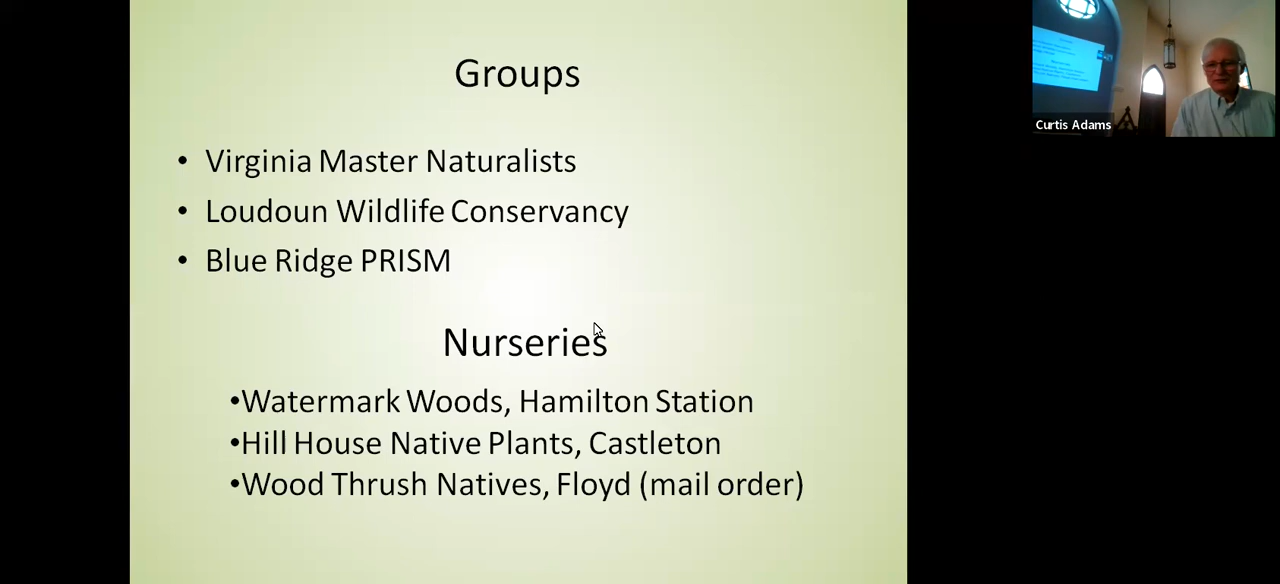 Groups
• Virginia Master Naturalists
• Loudoun Wildlife Conservancy
• Blue Ridge PRISM
Nurseries
•Watermark Woods, Hamilton Station
•Hill House Native Plants, Castleton
•Wood Thrush Natives, Floyd (mail order)
Curtis Adams